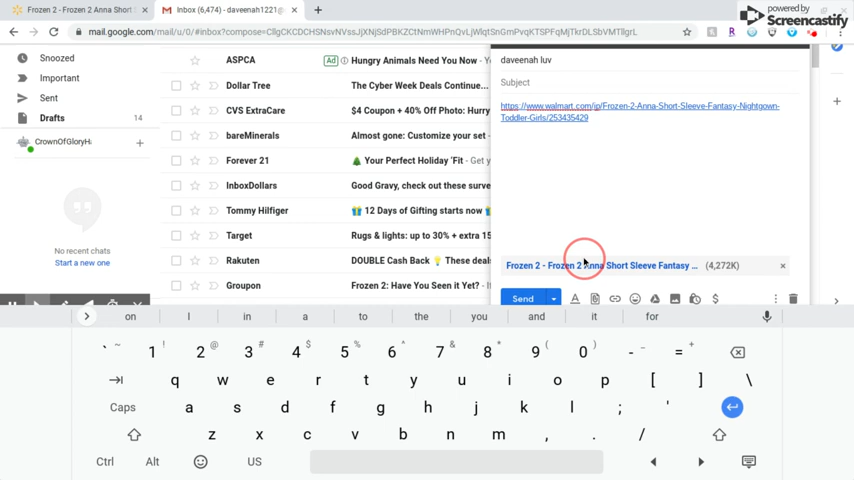 Frozen 2 - Frozen 2 Anna Short S
Inbox (6,474) - daveenah1221@
powered by
Screencastify
mail.google.com/mail/u/0/#inbox?compose=CllgCKCDCHSNsvNVssJXjNJSdPBKZCtNmWHPnQvLjWlqtSnGmPvqKTSPFqMjTkrDLSbVMTllgrL
Snoozed
Important
Sent
Drafts 14
CrownOfGloryHa
No recent chats
Start a new one
ASPCA Ad Hungry Animals Need You Now - Yo
Dollar Tree The Cyber Week Deals Continue...
CVS ExtraCare $4 Coupon + 40% Off Photo: Hurry
bareMinerals Almost gone: Customize your set -
Forever 21 🎄 Your Perfect Holiday 'Fit - Get y
InboxDollars Good Gravy, check out these surve
Tommy Hilfiger 🎁 12 Days of Gifting starts now 🎁
Target Rugs & lights: up to 30% + extra 15
Rakuten DOUBLE Cash Back 💡 These deals
Groupon Frozen 2: Have You Seen it Yet?
daveenah luv
Subject
https://www.walmart.com/ip/Frozen-2-Anna-Short-Sleeve-Fantasy-Nightgown-
Toddler-Girls/253435429
Frozen 2 - Frozen 2 Anna Short Sleeve Fantasy ... (4,272K) ×
Send
on I in a to the you and it for
` ~ 1 ! 2 @ 3 # 4 $ 5 % 6 ^ 7 & 8 * 9 ( 0 ) - _ = +
q w e r t y u i o p [ ] \
Caps a s d f g h j k l ; '
z x c v b n m , . /
Ctrl Alt US